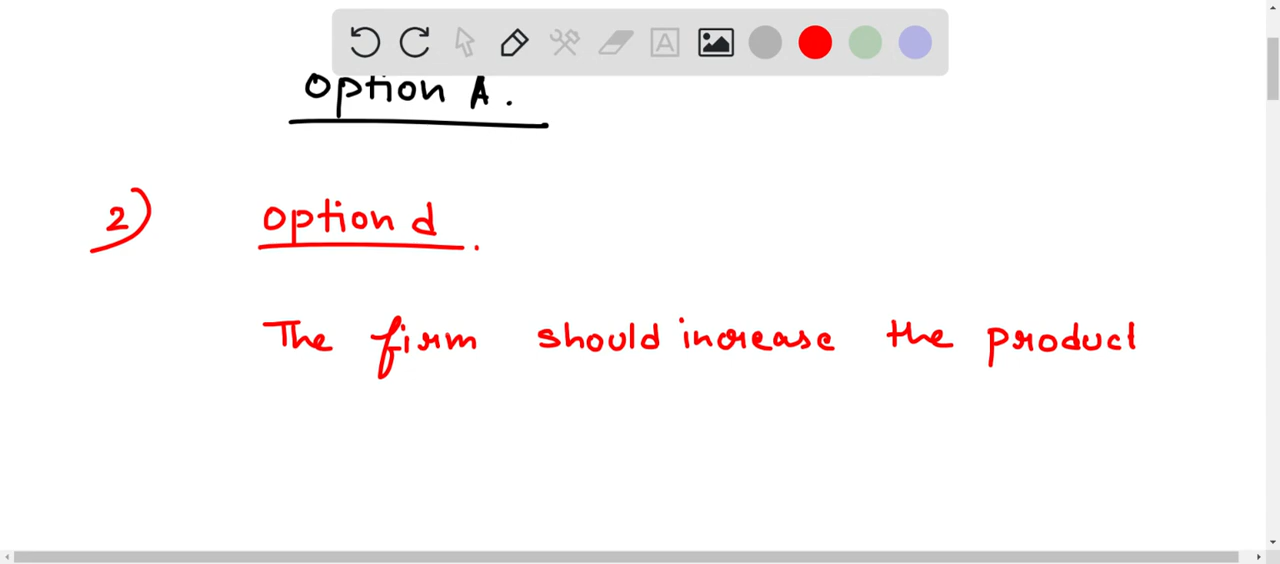 Option A.
2) Option d.
The firm should increase the product